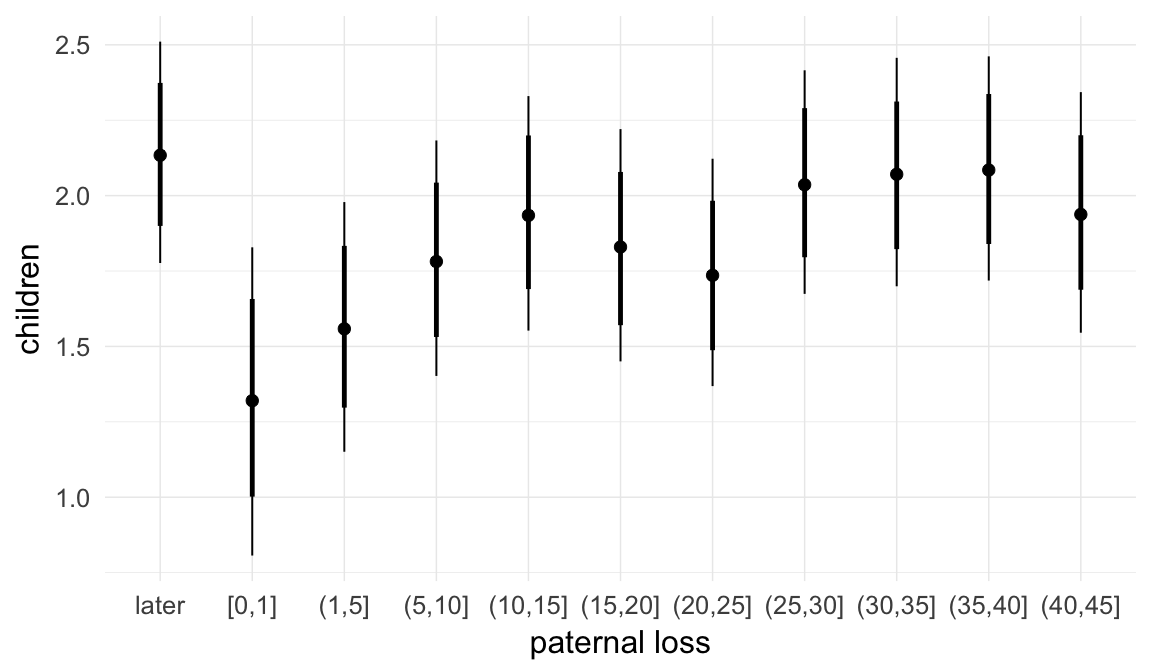 2.5
2.0
1.5
1.0
children
later [0,1] (1,5] (5,10] (10,15] (15,20] (20,25] (25,30] (30,35] (35,40] (40,45]
paternal loss